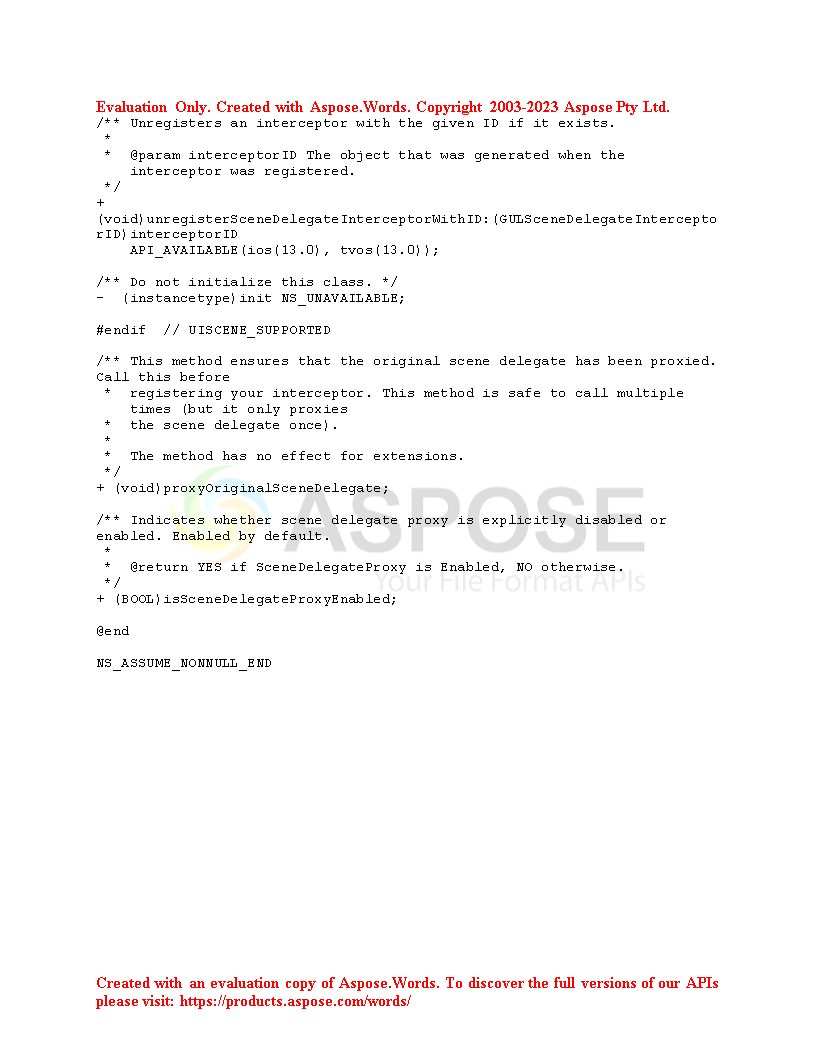 Evaluation Only. Created with Aspose.Words. Copyright 2003-2023 Aspose Pty Ltd.
/** Unregisters an interceptor with the given ID if it exists.
 *
 *  @param interceptorID The object that was generated when the
    interceptor was registered.
 */
+
(void)unregisterSceneDelegateInterceptorWithID:(GULSceneDelegateIntercepto
rID)interceptorID
    API_AVAILABLE(ios(13.0), tvos(13.0));
/** Do not initialize this class. */
-  (instancetype)init NS_UNAVAILABLE;
#endif  // UISCENE_SUPPORTED
/** This method ensures that the original scene delegate has been proxied.
Call this before
 *  registering your interceptor. This method is safe to call multiple
    times (but it only proxies
 *  the scene delegate once).
 *
 *  The method has no effect for extensions.
 */
+ (void)proxyOriginalSceneDelegate;
/** Indicates whether scene delegate proxy is explicitly disabled or
enabled. Enabled by default.
 *
 *  @return YES if SceneDelegateProxy is Enabled, NO otherwise.
 */
+ (BOOL)isSceneDelegateProxyEnabled;
@end
NS_ASSUME_NONNULL_END
ASPOSE
Your File Format APIs
Created with an evaluation copy of Aspose.Words. To discover the full versions of our APIs
please visit: https://products.aspose.com/words/